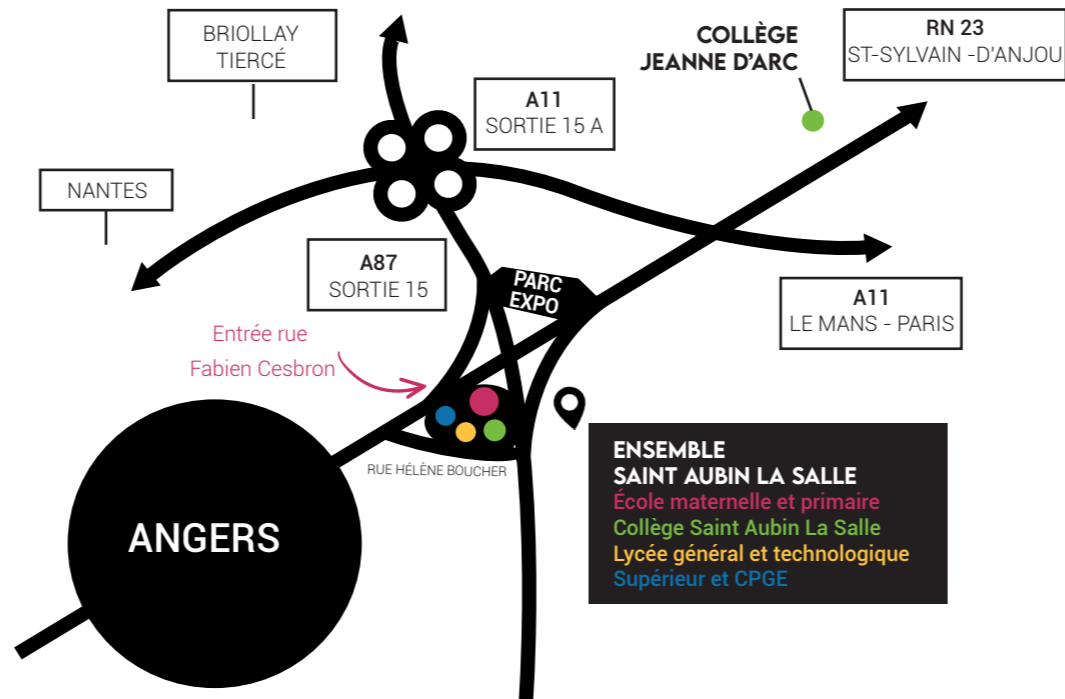 BRIOLLAY
TIERCÉ
COLLÈGE
JEANNE D'ARC
RN 23
ST-SYLVAIN -D'ANJOU
A11
SORTIE 15 A
NANTES
A87
SORTIE 15
PARC
EXPO
A11
LE MANS - PARIS
Entrée rue
Fabien Cesbron
RUE HÉLÈNE BOUCHER
ANGERS
ENSEMBLE
SAINT AUBIN LA SALLE
École maternelle et primaire
Collège Saint Aubin La Salle
Lycée général et technologique
Supérieur et CPGE